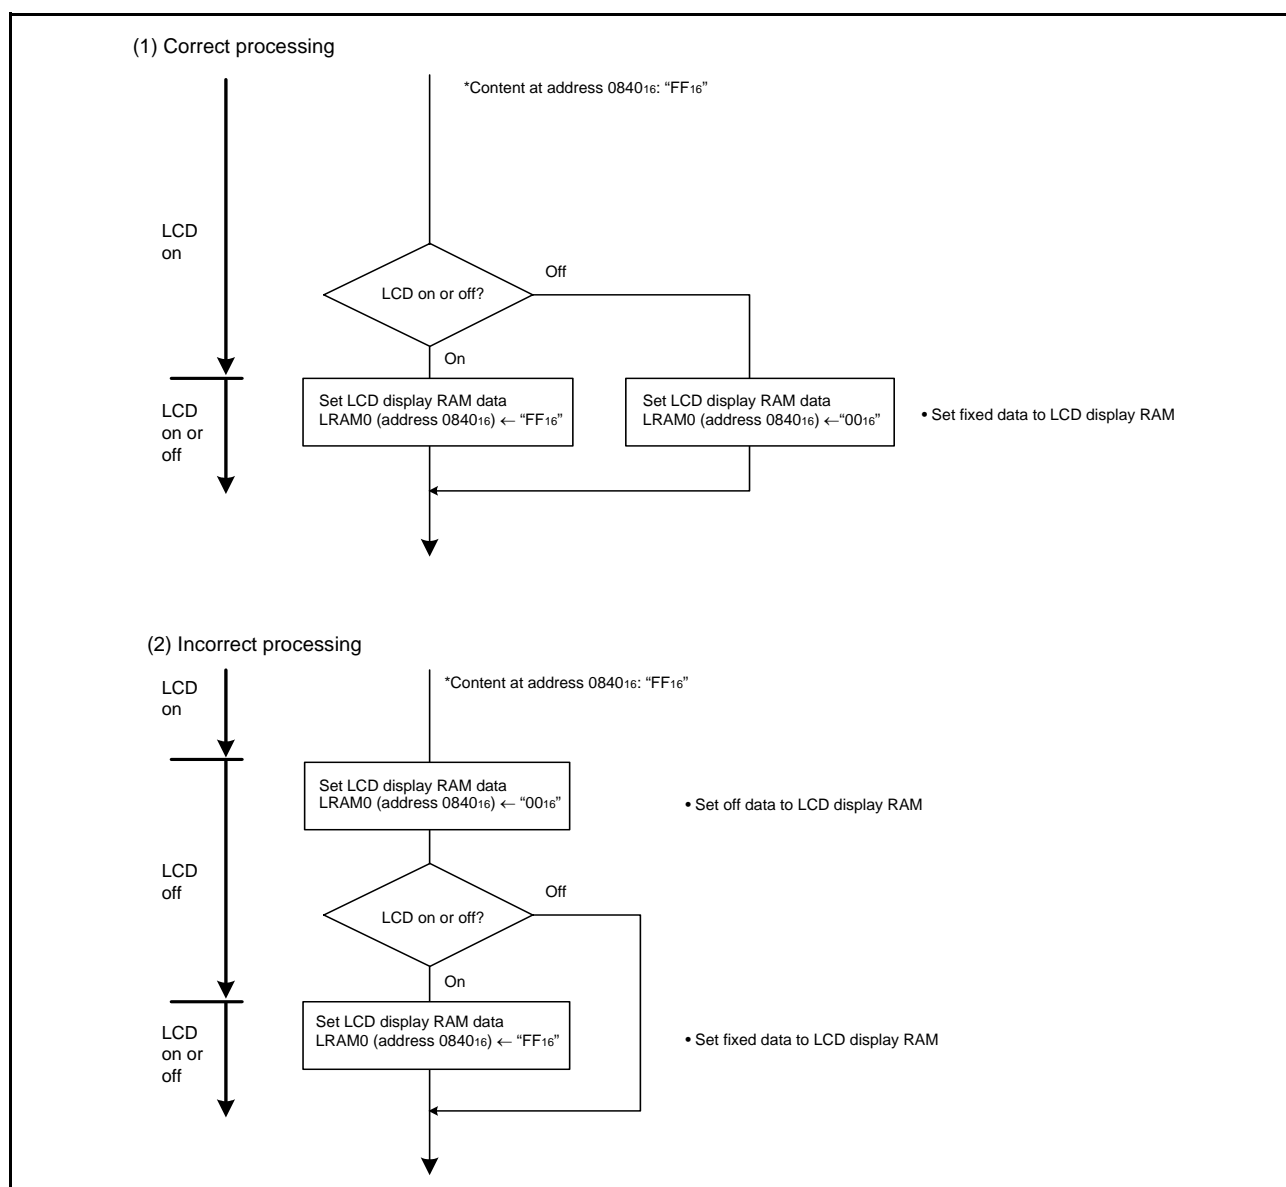 (1) Correct processing
*Content at address 0840₁₆: “FF₁₆”
LCD
on
Off
LCD on or off?
On
LCD
on or
off
Set LCD display RAM data
LRAM0 (address 0840₁₆) ← “FF₁₆”
Set LCD display RAM data
LRAM0 (address 0840₁₆) ←“00₁₆”
• Set fixed data to LCD display RAM
(2) Incorrect processing
LCD
on
*Content at address 0840₁₆: “FF₁₆”
Set LCD display RAM data
LRAM0 (address 0840₁₆) ← “00₁₆”
• Set off data to LCD display RAM
LCD
off
Off
LCD on or off?
On
LCD
on or
off
Set LCD display RAM data
LRAM0 (address 0840₁₆) ← “FF₁₆”
• Set fixed data to LCD display RAM